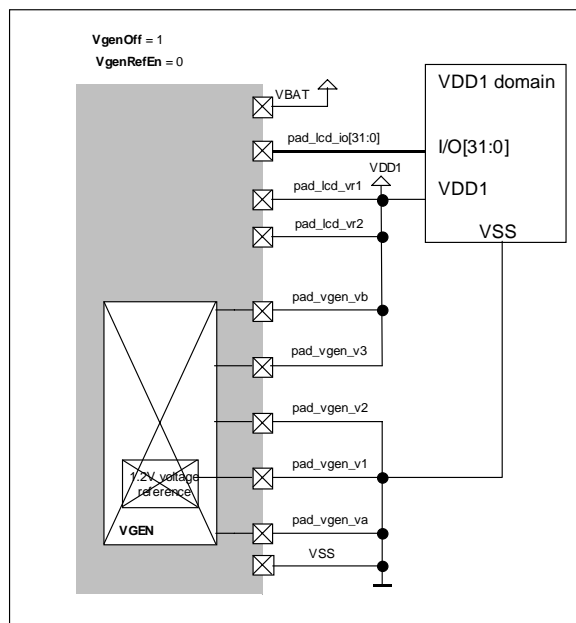 VgenOff = 1
VgenRefEn = 0
VBAT
VDD1 domain
pad_lcd_io[31:0]
I/O[31:0]
VDD1
pad_lcd_vr1
VDD1
pad_lcd_vr2
VSS
pad_vgen_vb
pad_vgen_v3
pad_vgen_v2
pad_vgen_v1
1.2V voltage
reference
pad_vgen_va
VGEN
VSS